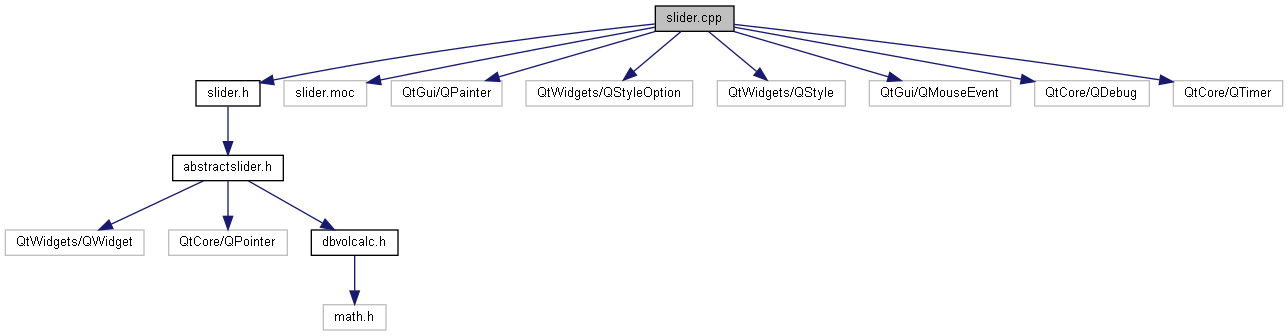 slider.cpp
slider.h
slider.moc
QtGui/QPainter
QtWidgets/QStyleOption
QtWidgets/QStyle
QtGui/QMouseEvent
QtCore/QDebug
QtCore/QTimer
abstractslider.h
QtWidgets/QWidget
QtCore/QPointer
dbvolcalc.h
math.h